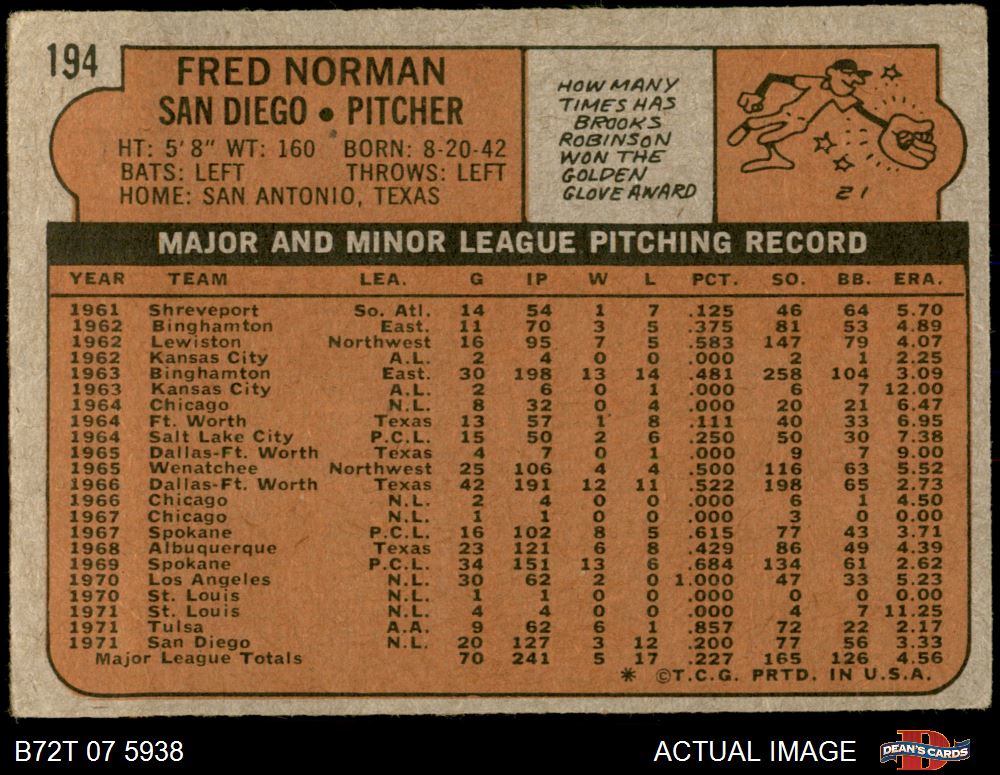 194
FRED NORMAN
SAN DIEGO • PITCHER
HT: 5'8" WT: 160 BORN: 8-20-42
BATS: LEFT THROWS: LEFT
HOME: SAN ANTONIO, TEXAS
HOW MANY
TIMES HAS
BROOKS
ROBINSON
WON THE
GOLDEN
GLOVE AWARD
21
MAJOR AND MINOR LEAGUE PITCHING RECORD
YEAR TEAM LEA. G IP W L PCT. SO. BB. ERA.
1961 Shreveport So. Atl. 14 54 1 7 .125 46 64 5.70
1962 Binghamton East. 11 70 3 5 .375 81 53 4.89
1962 Lewiston Northwest 16 95 7 5 .583 147 79 4.07
1962 Kansas City A.L. 2 4 0 0 .000 2 1 2.25
1963 Binghamton East. 30 198 13 14 .481 258 104 3.09
1963 Kansas City A.L. 2 6 0 1 .000 6 7 12.00
1964 Chicago N.L. 8 32 0 4 .000 20 21 6.47
1964 Ft. Worth Texas 13 57 1 8 .111 40 33 6.95
1964 Salt Lake City P.C.L. 15 50 2 6 .250 50 30 7.38
1965 Dallas-Ft. Worth Texas 4 7 0 1 .000 9 7 9.00
1965 Wenatchee Northwest 25 106 4 4 .500 116 63 5.52
1966 Dallas-Ft. Worth Texas 42 191 12 11 .522 198 65 2.73
1966 Chicago N.L. 2 4 0 0 .000 6 1 4.50
1967 Chicago N.L. 1 1 0 0 .000 3 0 0.00
1967 Spokane P.C.L. 16 102 8 5 .615 77 43 3.71
1968 Albuquerque Texas 23 121 6 8 .429 86 49 4.39
1969 Spokane P.C.L. 34 151 13 6 .684 134 61 2.62
1970 Los Angeles N.L. 30 62 2 0 1.000 47 33 5.23
1970 St. Louis N.L. 1 1 0 0 .000 0 0 0.00
1971 St. Louis N.L. 4 4 0 0 .000 4 7 11.25
1971 Tulsa A.A. 9 62 6 1 .857 72 22 2.17
1971 San Diego N.L. 20 127 3 12 .200 77 56 3.33
Major League Totals 70 241 5 17 .227 165 126 4.56
* ©T.C.G. PRTD. IN U.S.A.
B72T 07 5938 ACTUAL IMAGE DEAN'S CARDS